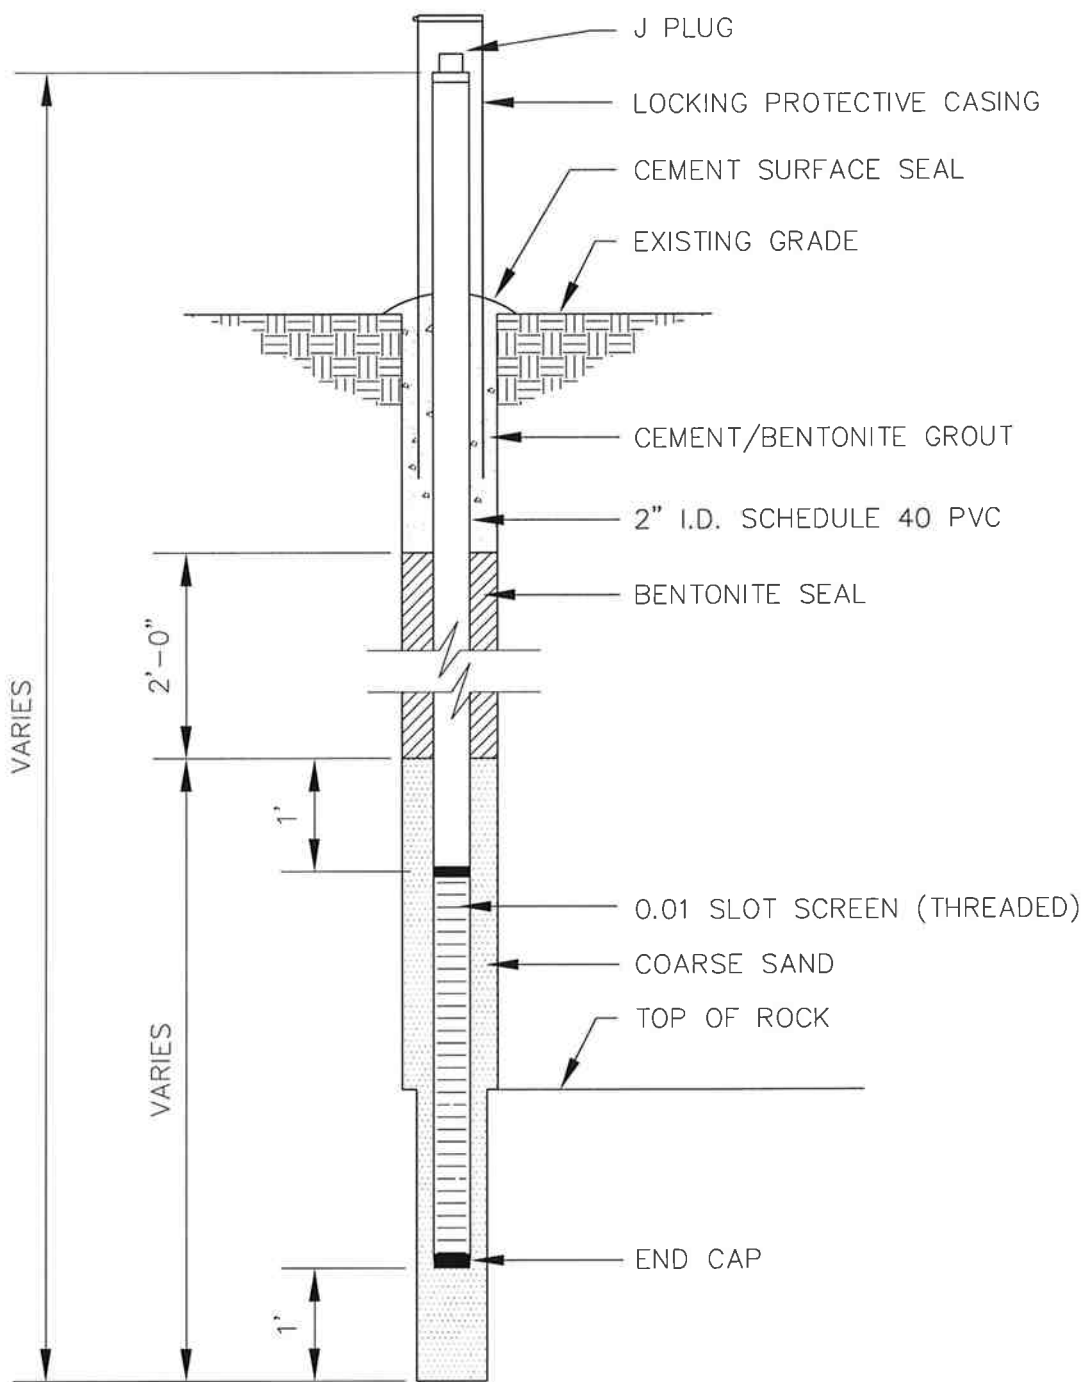 J PLUG
LOCKING PROTECTIVE CASING
CEMENT SURFACE SEAL
EXISTING GRADE
CEMENT/BENTONITE GROUT
2" I.D. SCHEDULE 40 PVC
BENTONITE SEAL
2'-0"
VARIES
1'
0.01 SLOT SCREEN (THREADED)
COARSE SAND
TOP OF ROCK
VARIES
END CAP
1'